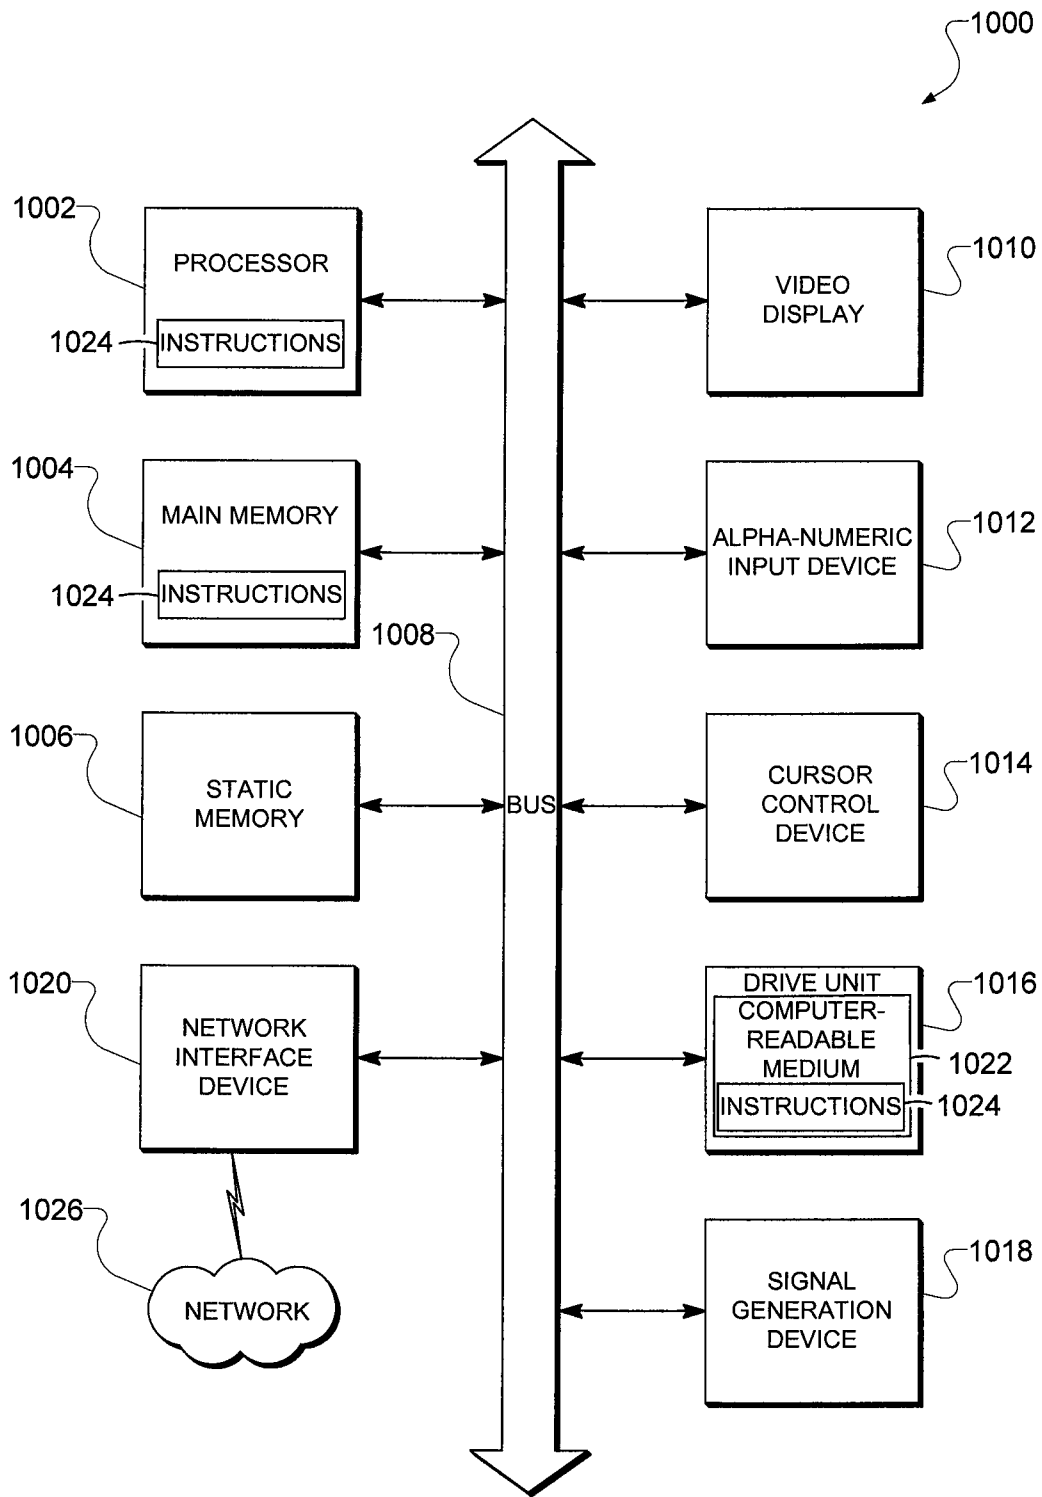 1000
1002
PROCESSOR
1024
INSTRUCTIONS
1004
MAIN MEMORY
1024
INSTRUCTIONS
1008
1006
STATIC
MEMORY
1020
NETWORK
INTERFACE
DEVICE
1026
NETWORK
BUS
VIDEO
DISPLAY
1010
ALPHA-NUMERIC
INPUT DEVICE
1012
CURSOR
CONTROL
DEVICE
1014
DRIVE UNIT
1016
COMPUTER-
READABLE
MEDIUM
1022
INSTRUCTIONS
1024
SIGNAL
GENERATION
DEVICE
1018